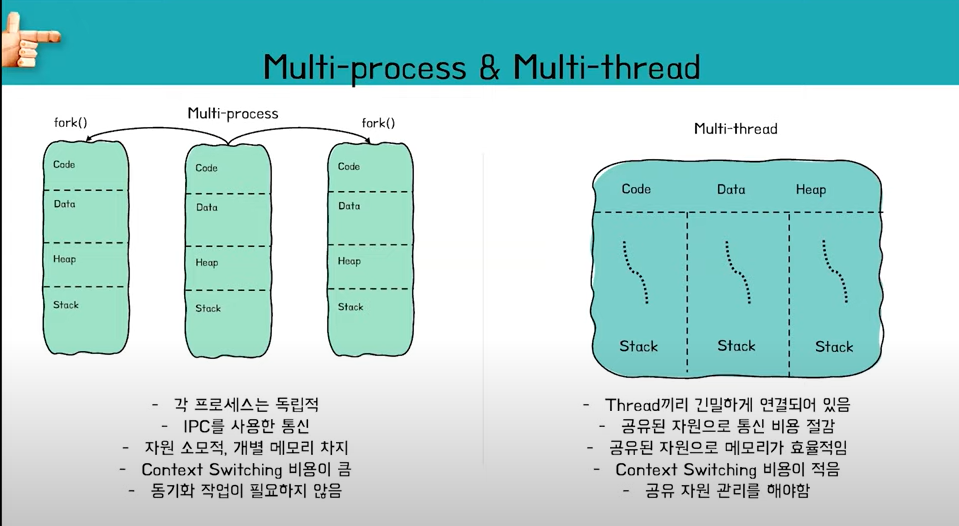 Multi-process & Multi-thread
Multi-process
fork()
fork()
Code
Data
Heap
Stack
Code
Data
Heap
Stack
Code
Data
Heap
Stack
- 각 프로세스는 독립적
- IPC를 사용한 통신
- 자원 소모적, 개별 메모리 차지
- Context Switching 비용이 큼
- 동기화 작업이 필요하지 않음
Multi-thread
Code Data Heap
Stack Stack Stack
- Thread끼리 긴밀하게 연결되어 있음
- 공유된 자원으로 통신 비용 절감
- 공유된 자원으로 메모리가 효율적임
- Context Switching 비용이 적음
- 공유 자원 관리를 해야함